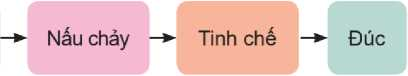 Nấu chảy
Tinh chế
Đúc